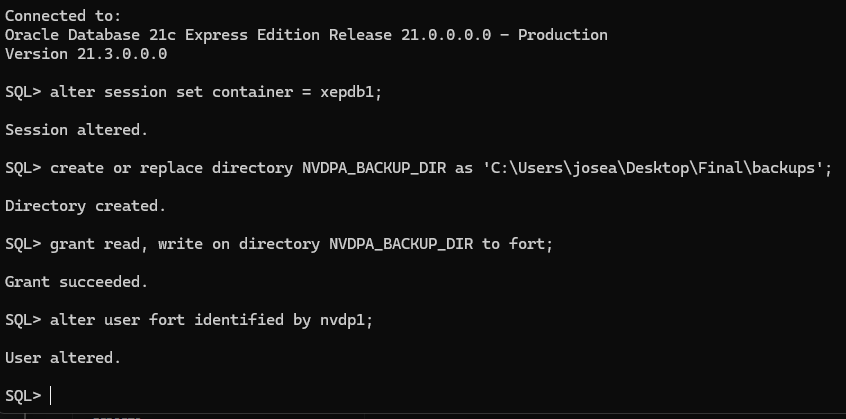 Connected to:
Oracle Database 21c Express Edition Release 21.0.0.0.0 – Production
Version 21.3.0.0.0
SQL> alter session set container = xepdb1;
Session altered.
SQL> create or replace directory NVDPA_BACKUP_DIR as 'C:\Users\josea\Desktop\Final\backups';
Directory created.
SQL> grant read, write on directory NVDPA_BACKUP_DIR to fort;
Grant succeeded.
SQL> alter user fort identified by nvdp1;
User altered.
SQL>